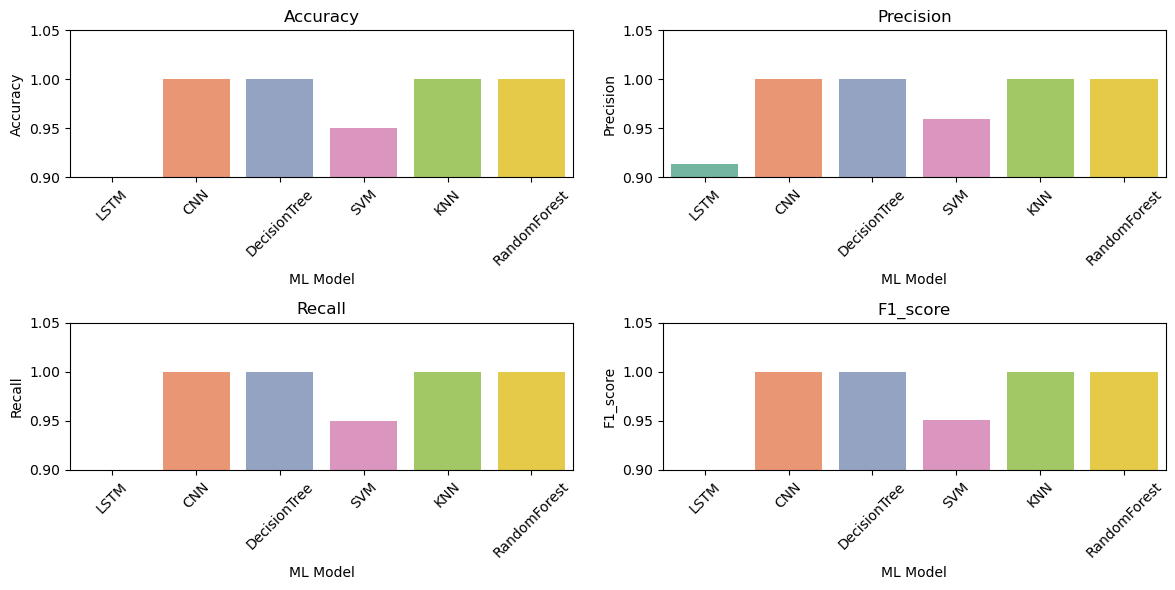 Accuracy
1.05
1.00
0.95
0.90
Accuracy
LSTM
CNN
DecisionTree
SVM
KNN
RandomForest
ML Model
Precision
1.05
1.00
0.95
0.90
Precision
LSTM
CNN
DecisionTree
SVM
KNN
RandomForest
ML Model
Recall
1.05
1.00
0.95
0.90
Recall
LSTM
CNN
DecisionTree
SVM
KNN
RandomForest
ML Model
F1_score
1.05
1.00
0.95
0.90
F1_score
LSTM
CNN
DecisionTree
SVM
KNN
RandomForest
ML Model